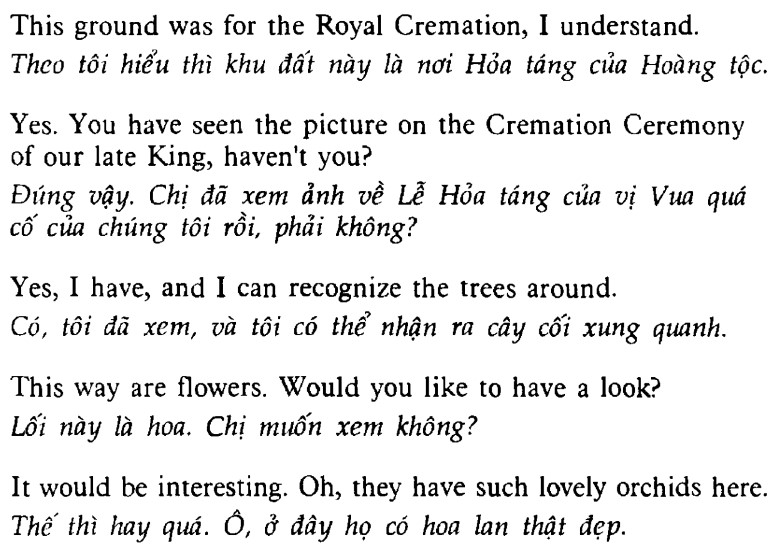 This ground was for the Royal Cremation, I understand.
Theo tôi hiểu thì khu đất này là nơi Hỏa táng của Hoàng tộc.
Yes. You have seen the picture on the Cremation Ceremony
of our late King, haven't you?
Đúng vậy. Chị đã xem ảnh về Lễ Hỏa táng của vị Vua quá
cố của chúng tôi rồi, phải không?
Yes, I have, and I can recognize the trees around.
Có, tôi đã xem, và tôi có thể nhận ra cây cối xung quanh.
This way are flowers. Would you like to have a look?
Lối này là hoa. Chị muốn xem không?
It would be interesting. Oh, they have such lovely orchids here.
Thế thì hay quá. Ô, ở đây họ có hoa lan thật đẹp.